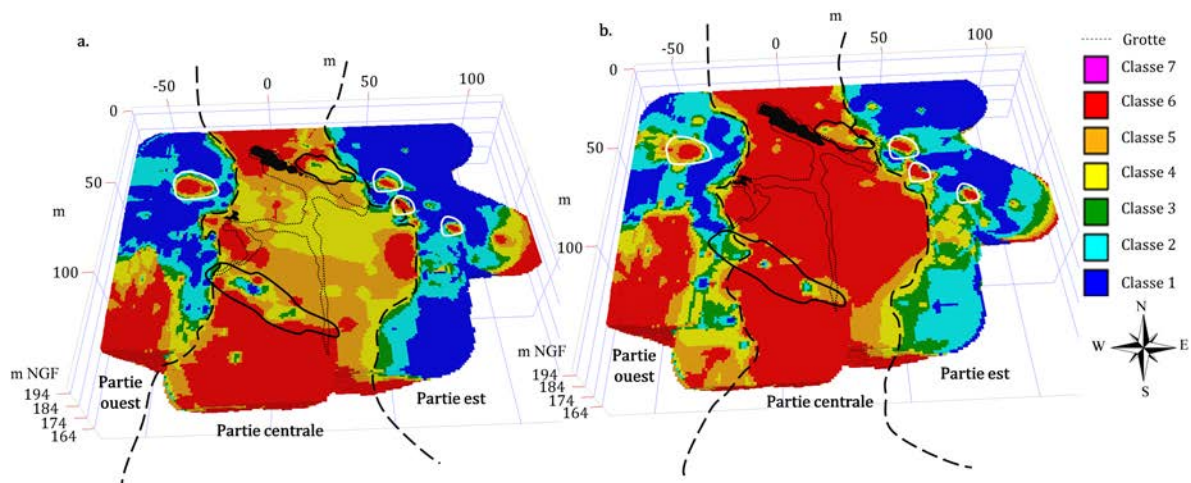 a.
m
-50
0
50
100
0
50
m
100
m NGF
194
184
174
164
Partie
ouest
Partie centrale
Partie est
b.
m
-50
0
50
100
0
50
m
100
m NGF
194
184
174
164
Partie
ouest
Partie centrale
Partie est
Grotte
Classe 7
Classe 6
Classe 5
Classe 4
Classe 3
Classe 2
Classe 1
N
W E
S